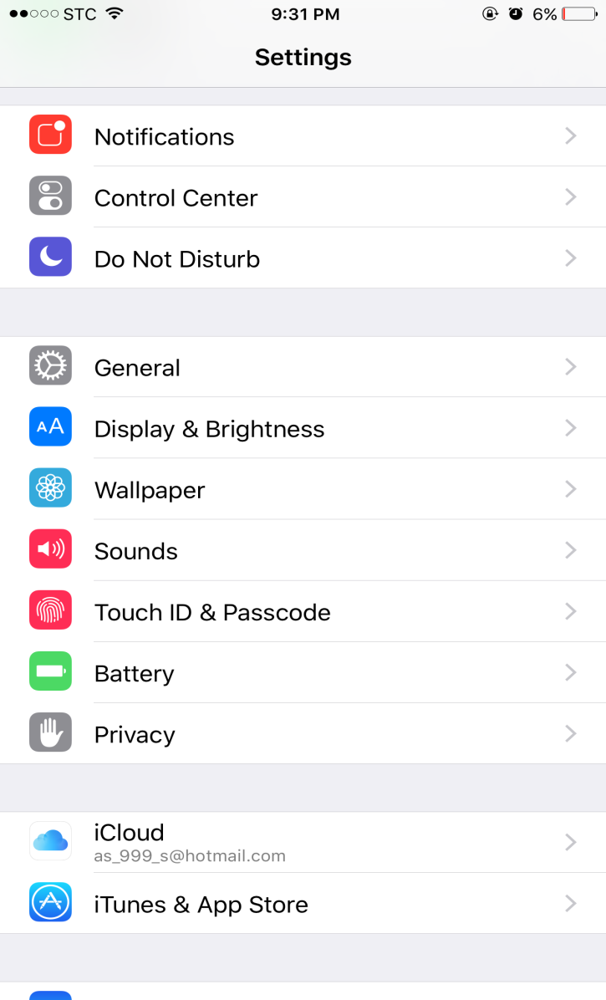 STC 9:31 PM 6%
Settings
Notifications
Control Center
Do Not Disturb
General
AA Display & Brightness
Wallpaper
Sounds
Touch ID & Passcode
Battery
Privacy
iCloud
as_999_s@hotmail.com
iTunes & App Store